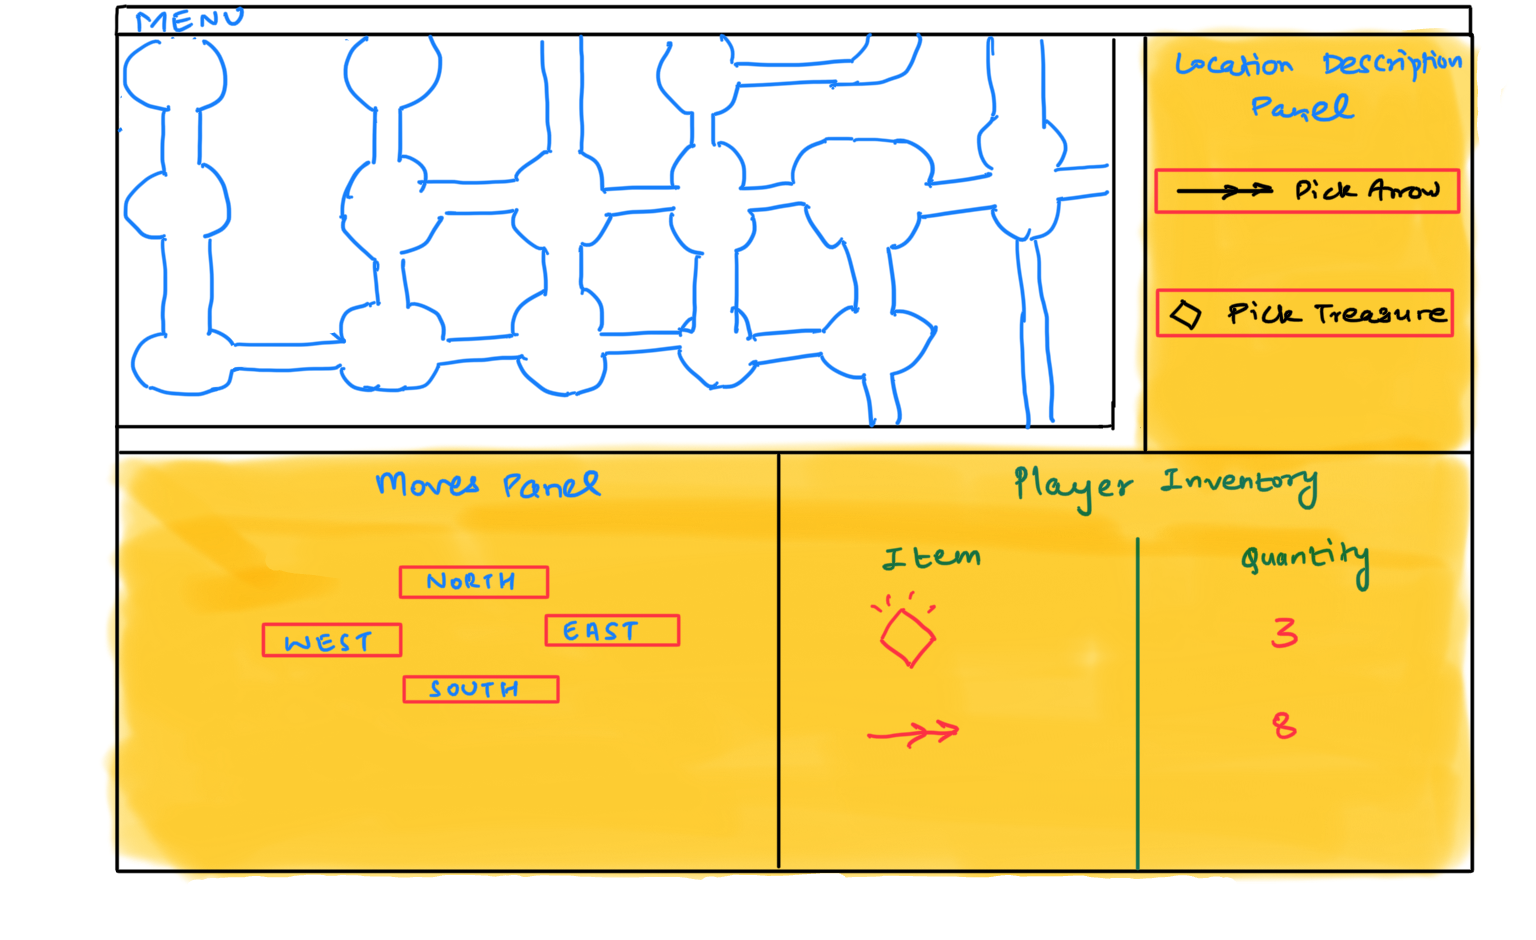 MENU
Location Description
Panel
Pick Arrow
Pick Treasure
Moves Panel
NORTH
WEST
EAST
SOUTH
Player Inventory
Item
Quantity
3
8